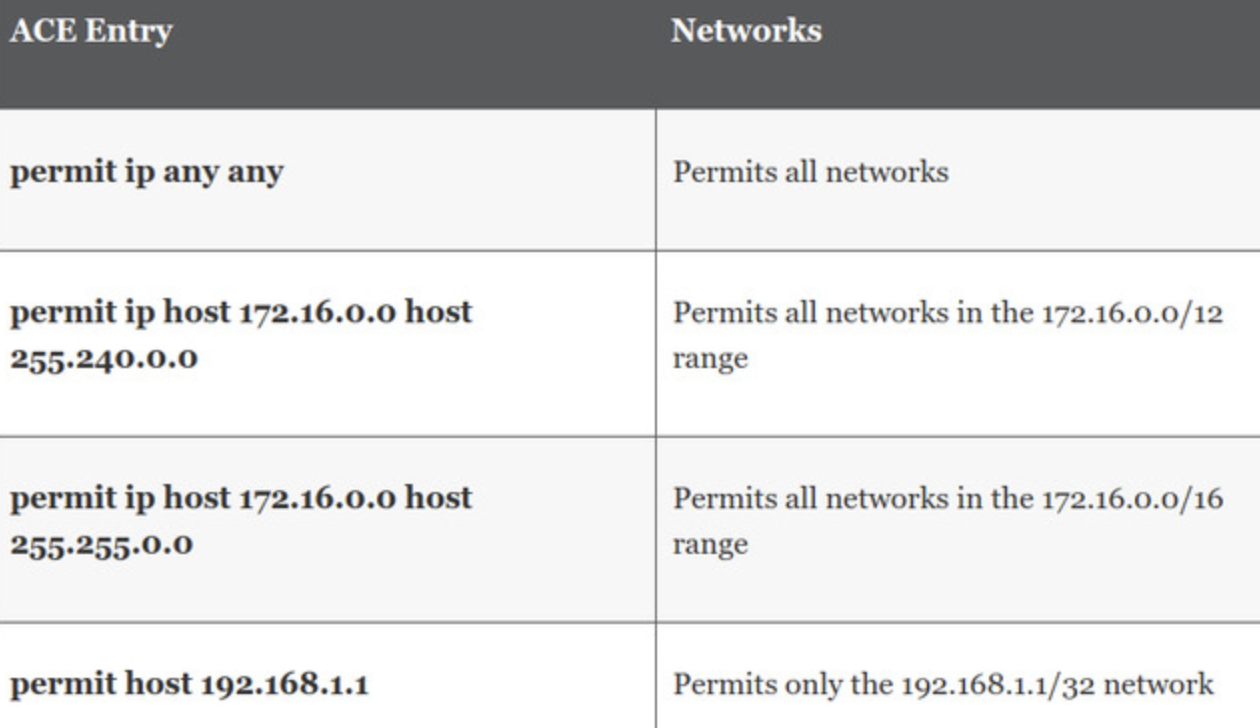 ACE Entry Networks
permit ip any any Permits all networks
permit ip host 172.16.0.0 host Permits all networks in the 172.16.0.0/12
255.240.0.0 range
permit ip host 172.16.0.0 host Permits all networks in the 172.16.0.0/16
255.255.0.0 range
permit host 192.168.1.1 Permits only the 192.168.1.1/32 network